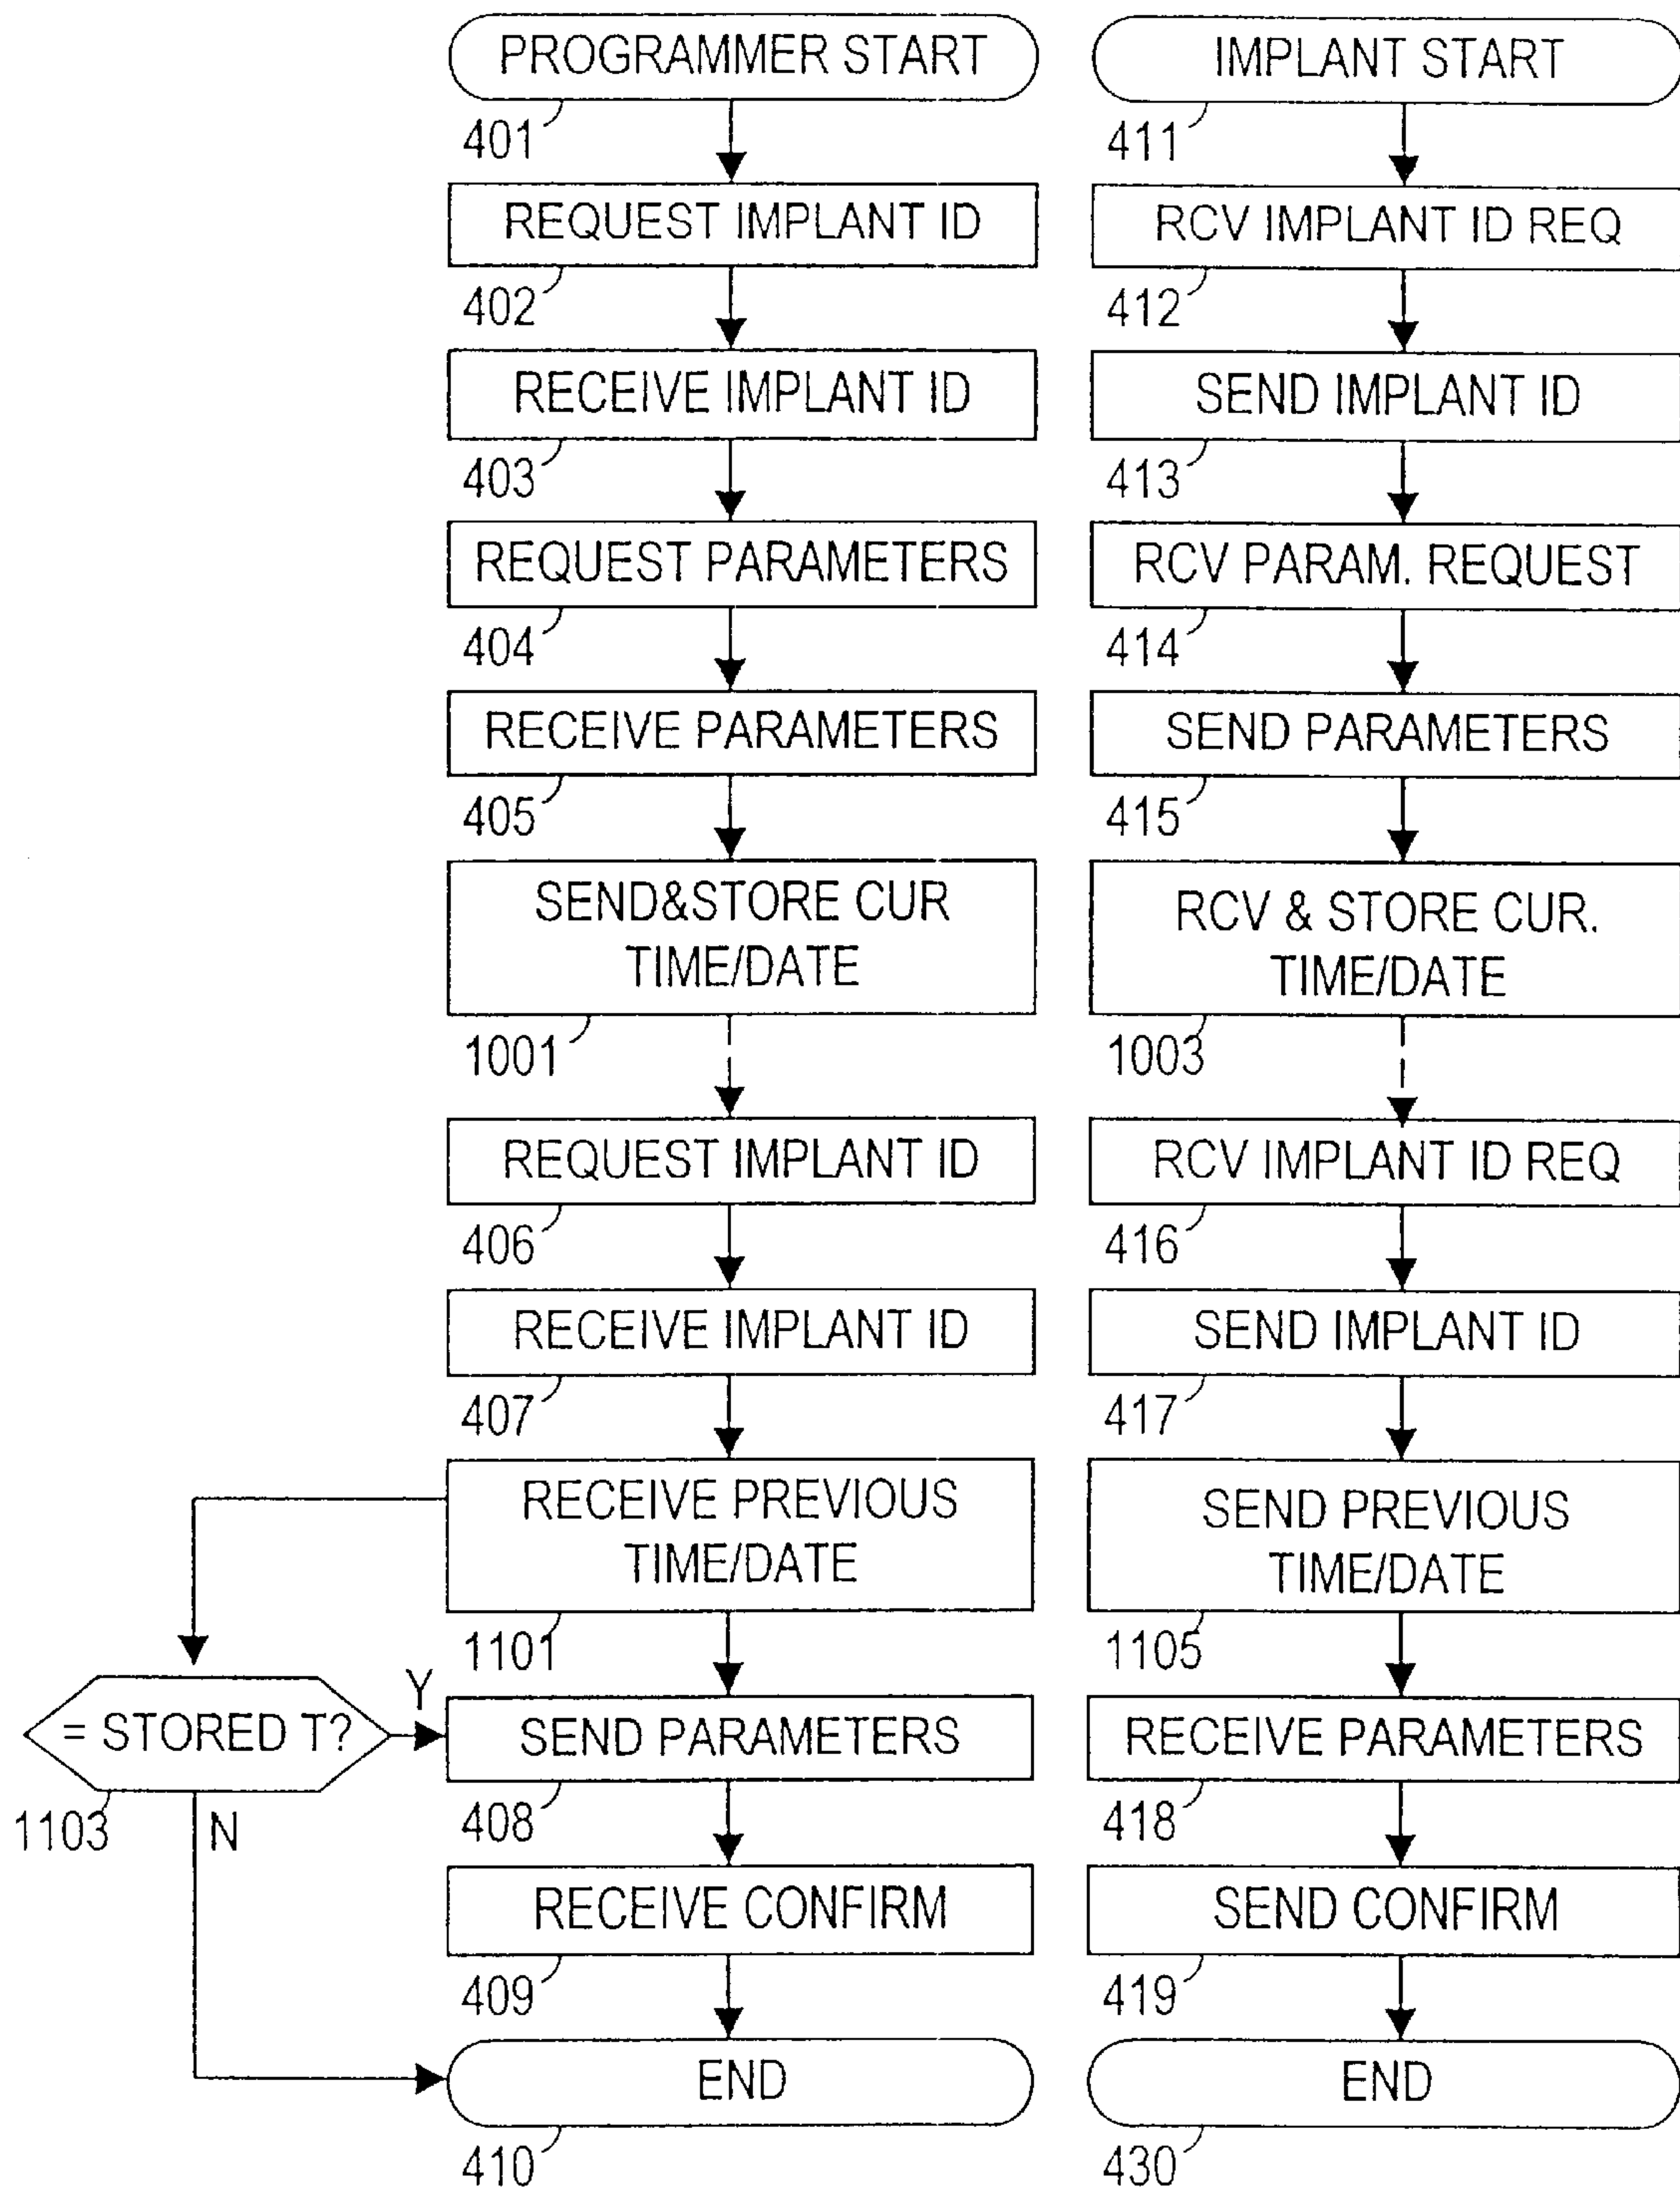 PROGRAMMER START
401
REQUEST IMPLANT ID
402
RECEIVE IMPLANT ID
403
REQUEST PARAMETERS
404
RECEIVE PARAMETERS
405
SEND&STORE CUR
TIME/DATE
1001
REQUEST IMPLANT ID
406
RECEIVE IMPLANT ID
407
RECEIVE PREVIOUS
TIME/DATE
1101
= STORED T?
1103
Y
N
SEND PARAMETERS
408
RECEIVE CONFIRM
409
END
410
IMPLANT START
411
RCV IMPLANT ID REQ
412
SEND IMPLANT ID
413
RCV PARAM. REQUEST
414
SEND PARAMETERS
415
RCV & STORE CUR.
TIME/DATE
1003
RCV IMPLANT ID REQ
416
SEND IMPLANT ID
417
SEND PREVIOUS
TIME/DATE
1105
RECEIVE PARAMETERS
418
SEND CONFIRM
419
END
430